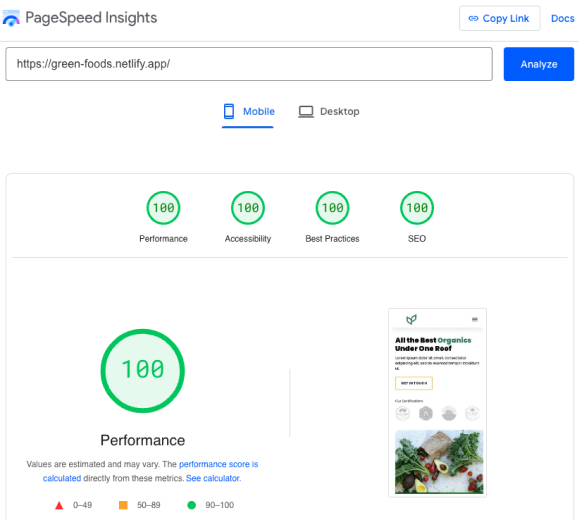 PageSpeed Insights
Copy Link
Docs
https://green-foods.netlify.app/
Analyze
Mobile
Desktop
100
100
100
100
Performance
Accessibility
Best Practices
SEO
100
Performance
Values are estimated and may vary. The performance score is
calculated directly from these metrics. See calculator.
0–49
50–89
90–100
All the Best Organics
Under One Roof
Lorem ipsum dolor sit amet, consectetur
adipiscing elit, sed do eiusmod tempor incididunt
ut.
GET IN TOUCH
Our Certifications